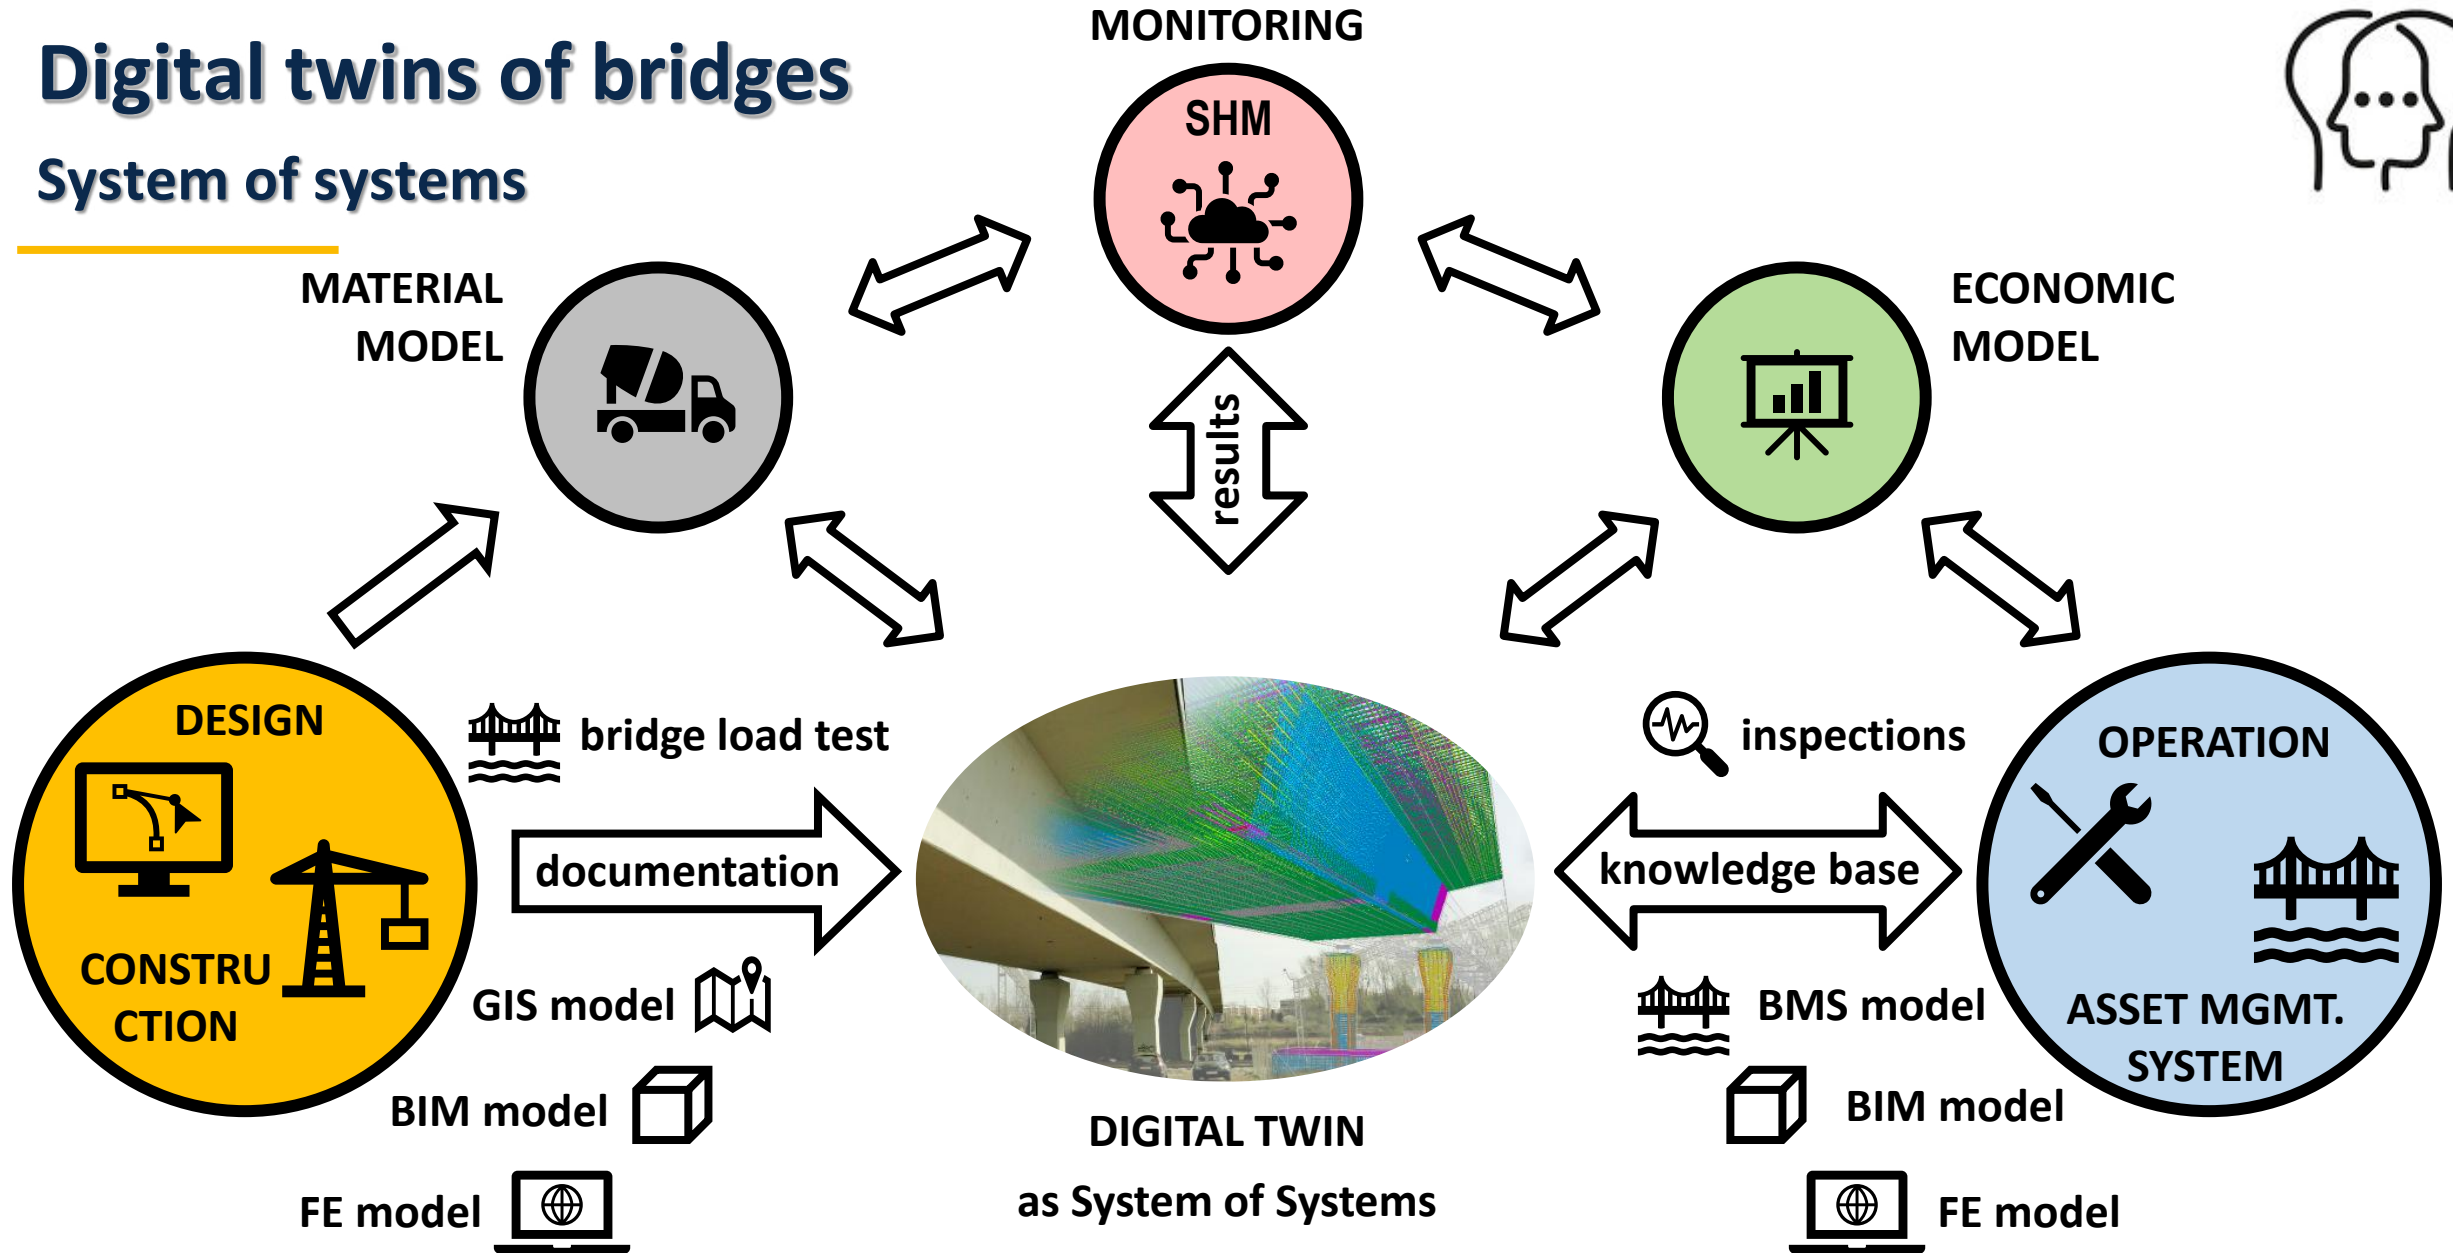 Digital twins of bridges
System of systems
MONITORING
SHM
MATERIAL
MODEL
ECONOMIC
MODEL
results
DESIGN
CONSTRU
CTION
bridge load test
documentation
GIS model
BIM model
FE model
DIGITAL TWIN
as System of Systems
inspections
knowledge base
BMS model
BIM model
FE model
OPERATION
ASSET MGMT.
SYSTEM